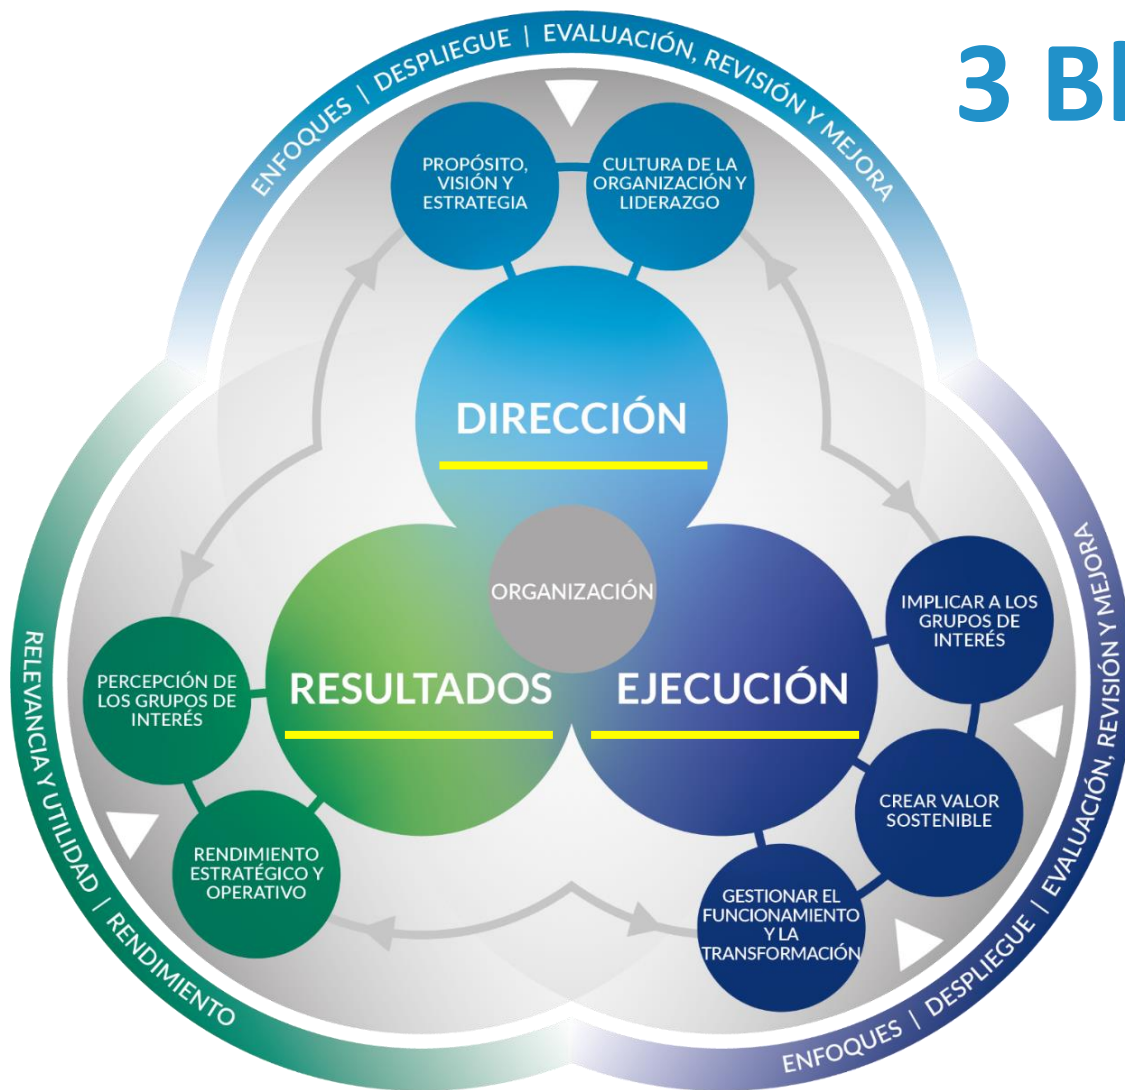 3 Bl
ENFOQUES | DESPLIEGUE | EVALUACIÓN, REVISIÓN Y MEJORA
PROPÓSITO,
VISIÓN Y
ESTRATEGIA
CULTURA DE LA
ORGANIZACIÓN Y
LIDERAZGO
DIRECCIÓN
ORGANIZACIÓN
RESULTADOS
EJECUCIÓN
IMPLICAR A LOS
GRUPOS DE
INTERÉS
CREAR VALOR
SOSTENIBLE
GESTIONAR EL
FUNCIONAMIENTO
Y LA
TRANSFORMACIÓN
ENFOQUES | DESPLIEGUE | EVALUACIÓN, REVISIÓN Y MEJORA
PERCEPCIÓN DE
LOS GRUPOS DE
INTERÉS
RENDIMIENTO
ESTRATÉGICO Y
OPERATIVO
RELEVANCIA Y UTILIDAD | RENDIMIENTO